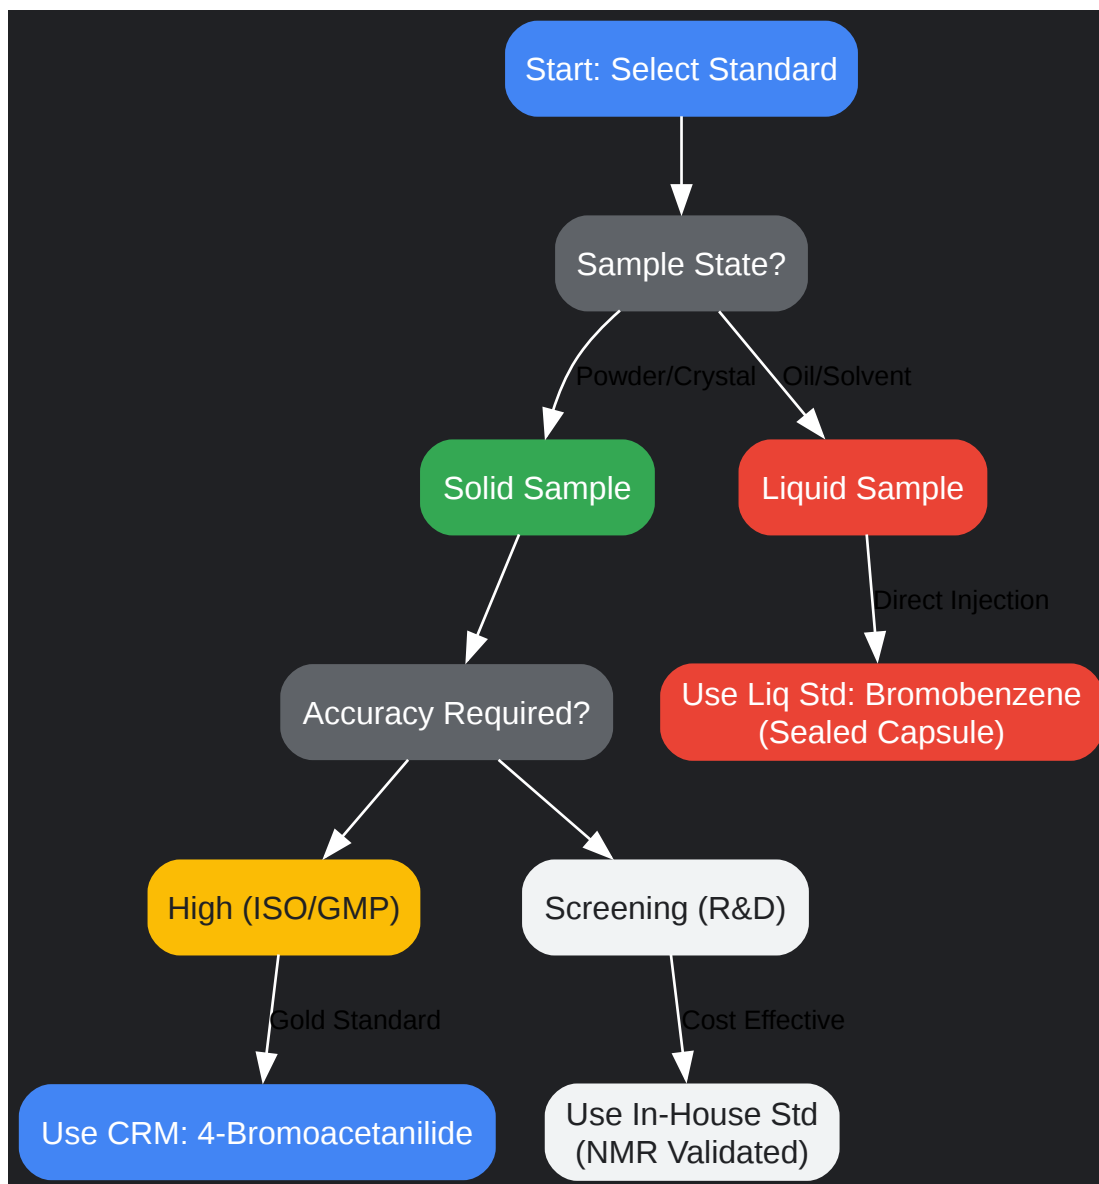 Start: Select Standard
Sample State?
Powder/Crystal
Oil/Solvent
Solid Sample
Liquid Sample
Direct Injection
Accuracy Required?
Use Liq Std: Bromobenzene
(Sealed Capsule)
High (ISO/GMP)
Screening (R&D)
Gold Standard
Cost Effective
Use CRM: 4-Bromoacetanilide
Use In-House Std
(NMR Validated)